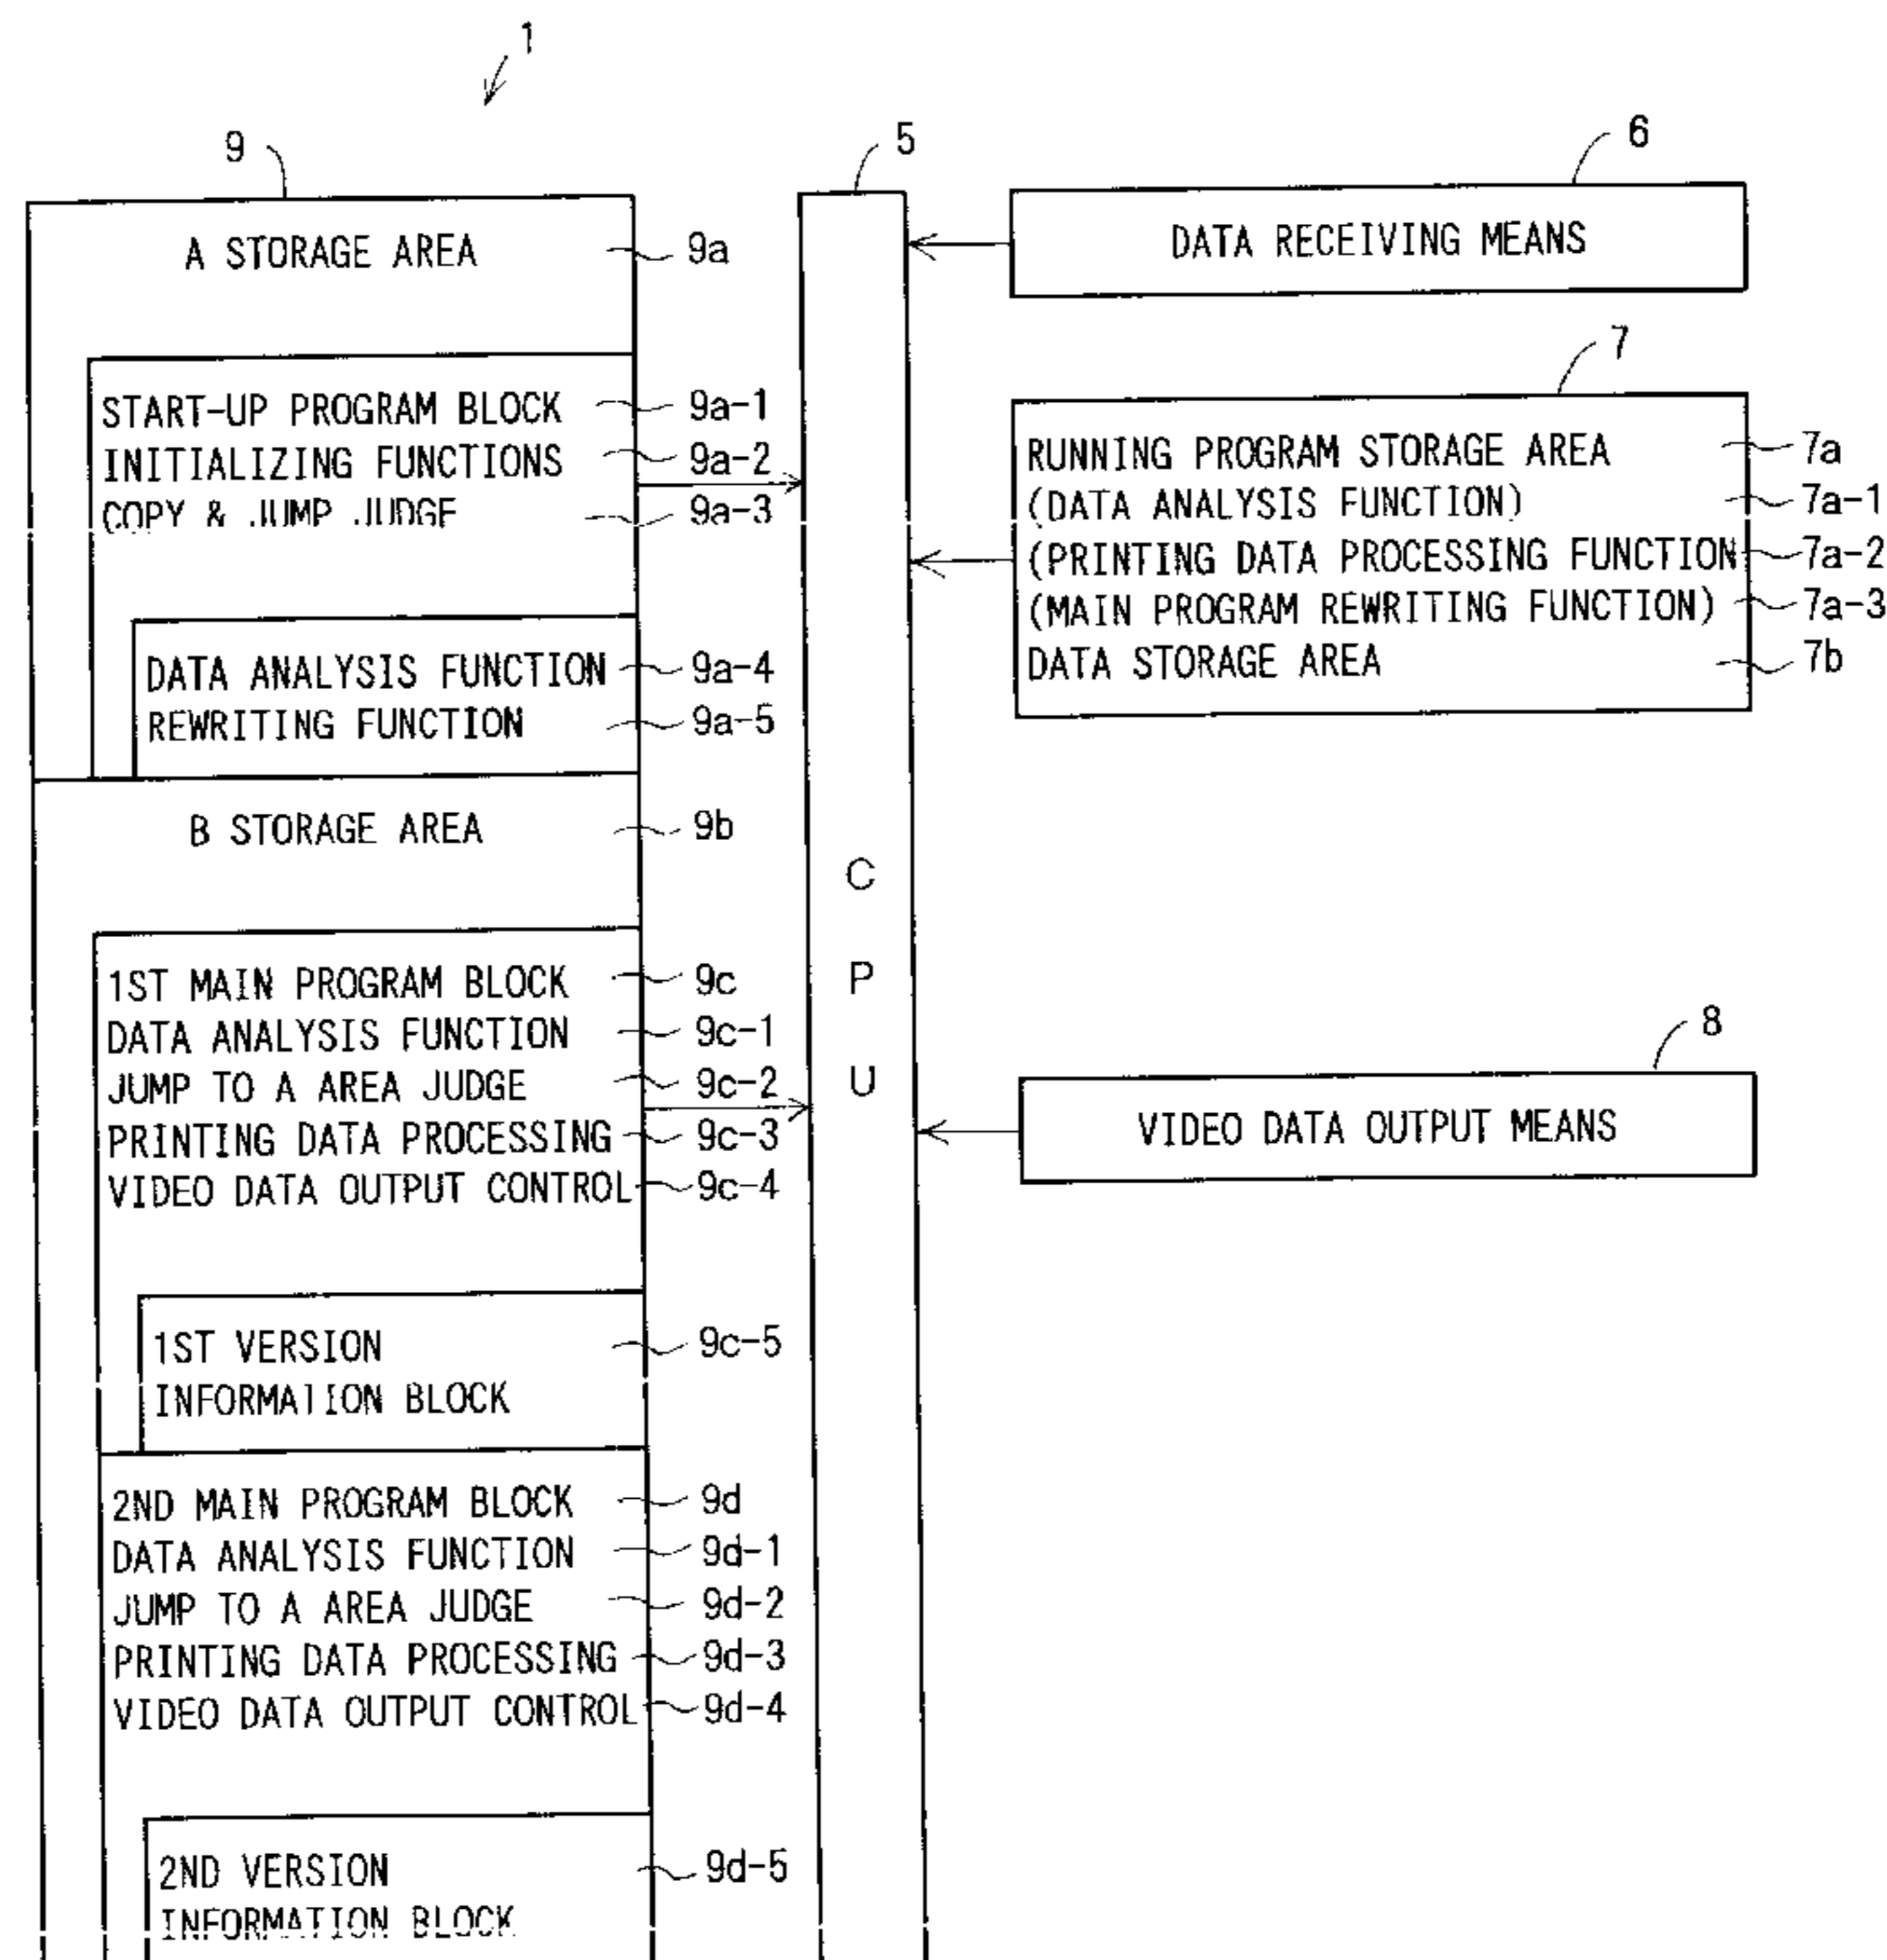 1
9
5
6
A STORAGE AREA 9a
DATA RECEIVING MEANS
7
START-UP PROGRAM BLOCK 9a-1
INITIALIZING FUNCTIONS 9a-2
COPY & JUMP JUDGE 9a-3
RUNNING PROGRAM STORAGE AREA 7a
(DATA ANALYSIS FUNCTION) 7a-1
(PRINTING DATA PROCESSING FUNCTION 7a-2
(MAIN PROGRAM REWRITING FUNCTION) 7a-3
DATA STORAGE AREA 7b
DATA ANALYSIS FUNCTION 9a-4
REWRITING FUNCTION 9a-5
B STORAGE AREA 9b
C
P
U
1ST MAIN PROGRAM BLOCK 9c
DATA ANALYSIS FUNCTION 9c-1
JUMP TO A AREA JUDGE 9c-2
PRINTING DATA PROCESSING 9c-3
VIDEO DATA OUTPUT CONTROL 9c-4
8
VIDEO DATA OUTPUT MEANS
1ST VERSION 9c-5
INFORMATION BLOCK
2ND MAIN PROGRAM BLOCK 9d
DATA ANALYSIS FUNCTION 9d-1
JUMP TO A AREA JUDGE 9d-2
PRINTING DATA PROCESSING 9d-3
VIDEO DATA OUTPUT CONTROL 9d-4
2ND VERSION 9d-5
INFORMATION BLOCK